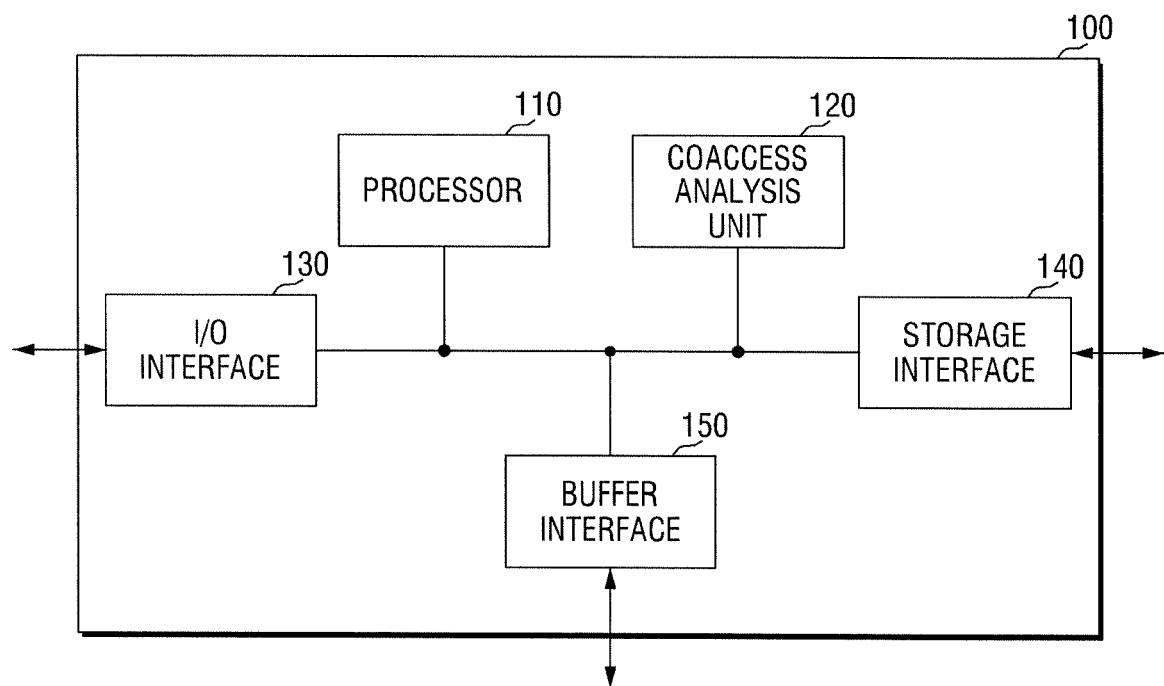 100
110
PROCESSOR
120
COACCESS
ANALYSIS
UNIT
130
I/O
INTERFACE
140
STORAGE
INTERFACE
150
BUFFER
INTERFACE